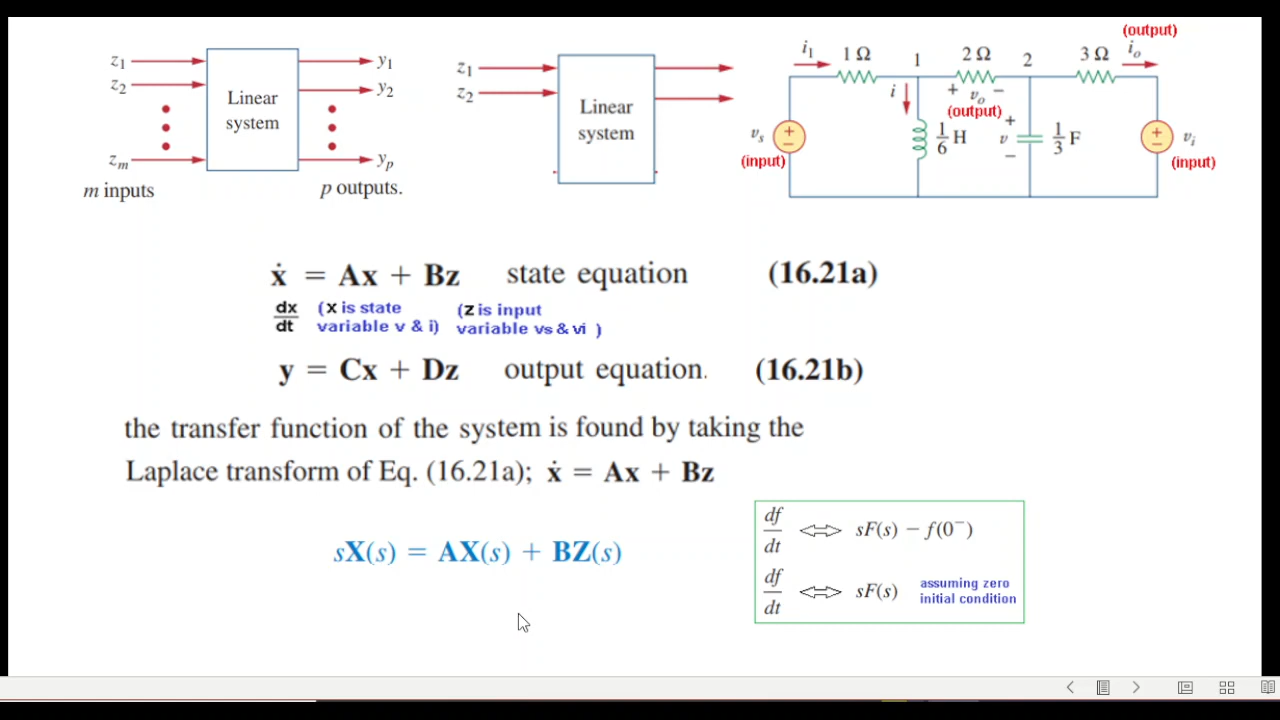 z1
z2
zm
m inputs
Linear
system
y1
y2
yp
p outputs.
z1
z2
Linear
system
(output)
i1 1 Ω 1 2 Ω 2 3 Ω io
i + vo −
(output)
vs + −
(input)
1/6 H
+ v −
1/3 F
+ − vi
(input)
ẋ = Ax + Bz state equation (16.21a)
dx/dt (x is state variable v & i) (z is input variable vs & vi )
y = Cx + Dz output equation. (16.21b)
the transfer function of the system is found by taking the
Laplace transform of Eq. (16.21a); ẋ = Ax + Bz
sX(s) = AX(s) + BZ(s)
df/dt ⇔ sF(s) − f(0⁻)
df/dt ⇔ sF(s) assuming zero initial condition